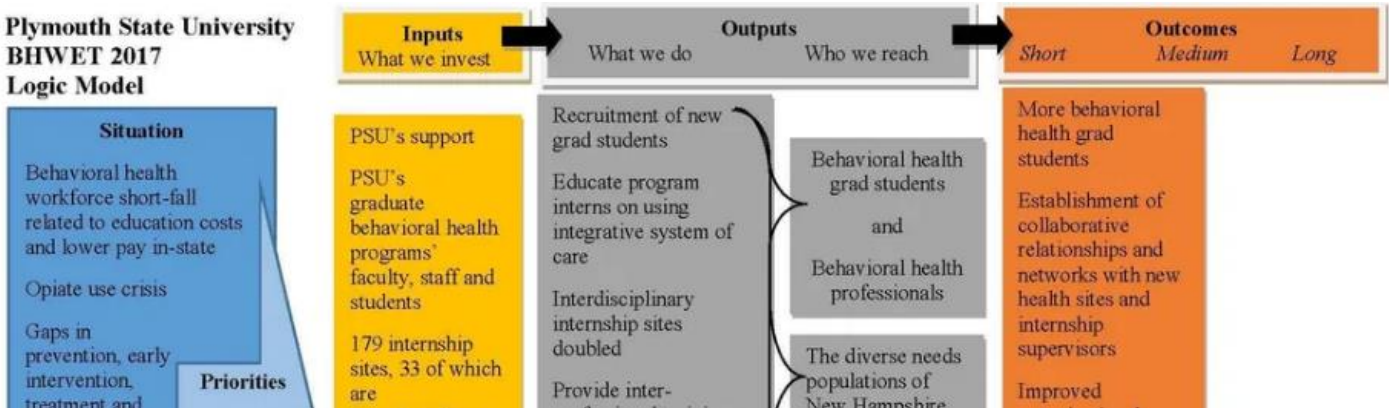 Plymouth State University
BHWET 2017
Logic Model
Inputs
What we invest
Outputs
What we do
Who we reach
Outcomes
Short
Medium
Long
Situation
Behavioral health
workforce short-fall
related to education costs
and lower pay in-state
Opiate use crisis
Gaps in
prevention, early
intervention,
treatment and
Priorities
PSU's support
PSU's
graduate
behavioral health
programs'
faculty, staff and
students
179 internship
sites, 33 of which
are
Recruitment of new
grad students
Educate program
interns on using
integrative system of
care
Interdisciplinary
internship sites
doubled
Provide inter-
Behavioral health
grad students
and
Behavioral health
professionals
The diverse needs
populations of
New Hampshire
More behavioral
health grad
students
Establishment of
collaborative
relationships and
networks with new
health sites and
internship
supervisors
Improved